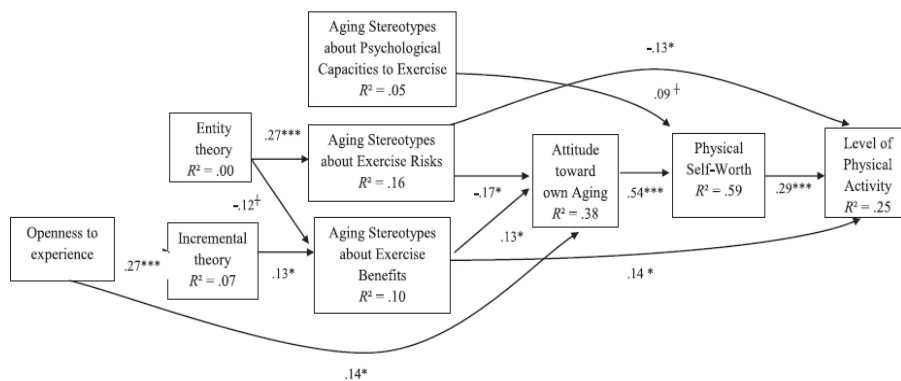 Aging Stereotypes
about Psychological
Capacities to Exercise
R² = .05
-.13*
.09 ⍭
Entity
theory
R² = .00
.27***
Aging Stereotypes
about Exercise Risks
R² = .16
Attitude
toward
own Aging
R² = .38
Physical
Self-Worth
R² = .59
Level of
Physical
Activity
R² = .25
-.17*
.54***
.29***
-.12†
Openness to
experience
.27***
Incremental
theory
R² = .07
.13*
Aging Stereotypes
about Exercise
Benefits
R² = .10
.13*
.14 *
.14*